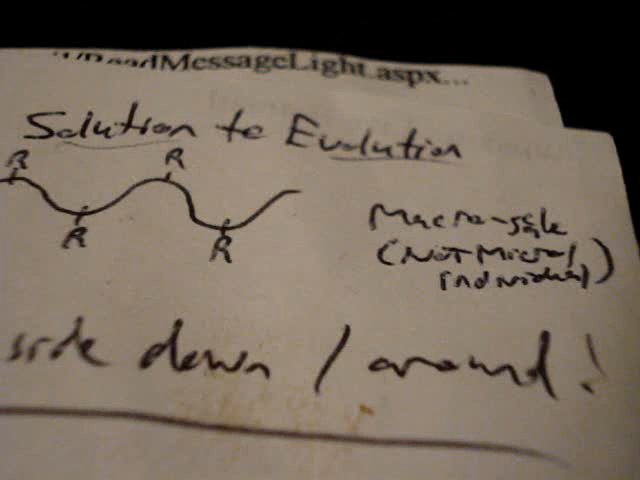 ReadMessageLight.aspx...
Solution to Evolution
R R
R R
Macro-scale
(Not Micro/
individual)
side down / around!